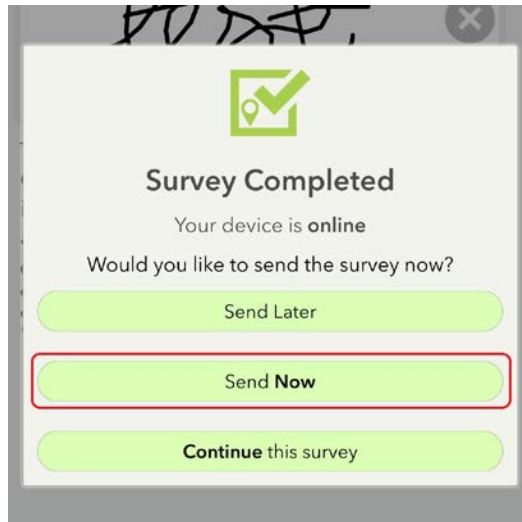 Survey Completed
Your device is online
Would you like to send the survey now?
Send Later
Send Now
Continue this survey